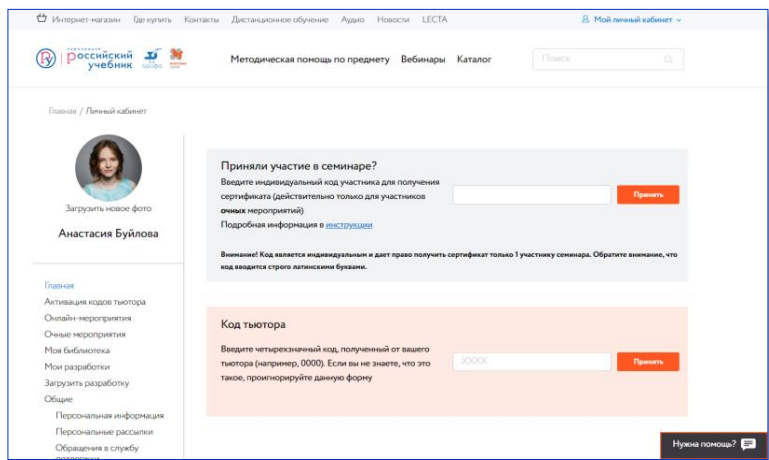 Интернет-магазин Где купить Контакты Дистанционное обучение Аудио Новости LECTA Мой личный кабинет
российский
учебник
Методическая помощь по предмету Вебинары Каталог Поиск
Главная / Личный кабинет
Загрузить новое фото
Анастасия Буйлова
Главная
Активация кодов тьютора
Онлайн-мероприятия
Очные мероприятия
Моя библиотека
Мои разработки
Загрузить разработку
Общие
Персональная информация
Персональные рассылки
Обращения в службу
поддержки
Приняли участие в семинаре?
Введите индивидуальный код участника для получения
сертификата (действительно только для участников
очных мероприятий)
Подробная информация в инструкции
Принять
Внимание! Код является индивидуальным и дает право получить сертификат только 1 участнику семинара. Обратите внимание, что
код вводится строго латинскими буквами.
Код тьютора
Введите четырехзначный код, полученный от вашего
тьютора (например, 0000). Если вы не знаете, что это
такое, проигнорируйте данную форму
XXXX
Принять
Нужна помощь?